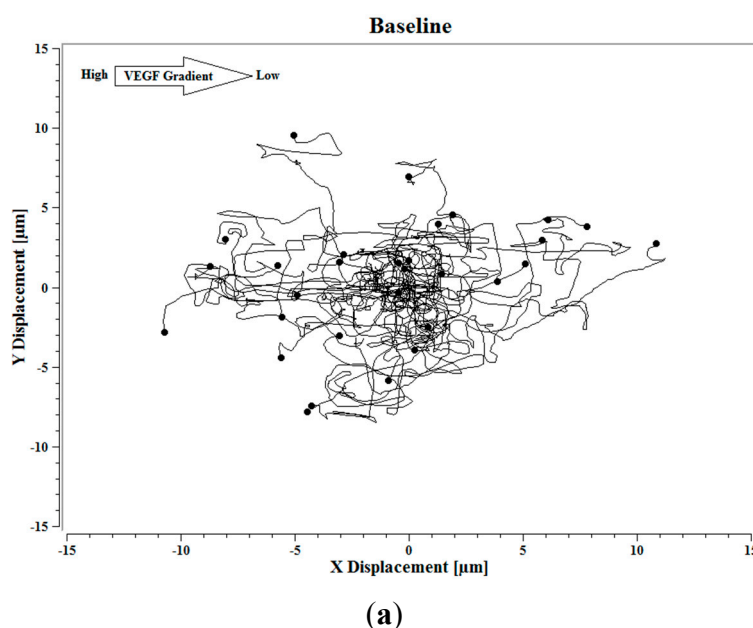 Baseline
High VEGF Gradient Low
15
10
5
0
-5
-10
-15
Y Displacement [µm]
-15 -10 -5 0 5 10 15
X Displacement [µm]
(a)